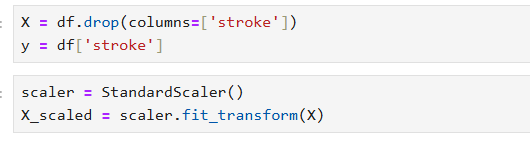 X = df.drop(columns=['stroke'])
y = df['stroke']
scaler = StandardScaler()
X_scaled = scaler.fit_transform(X)